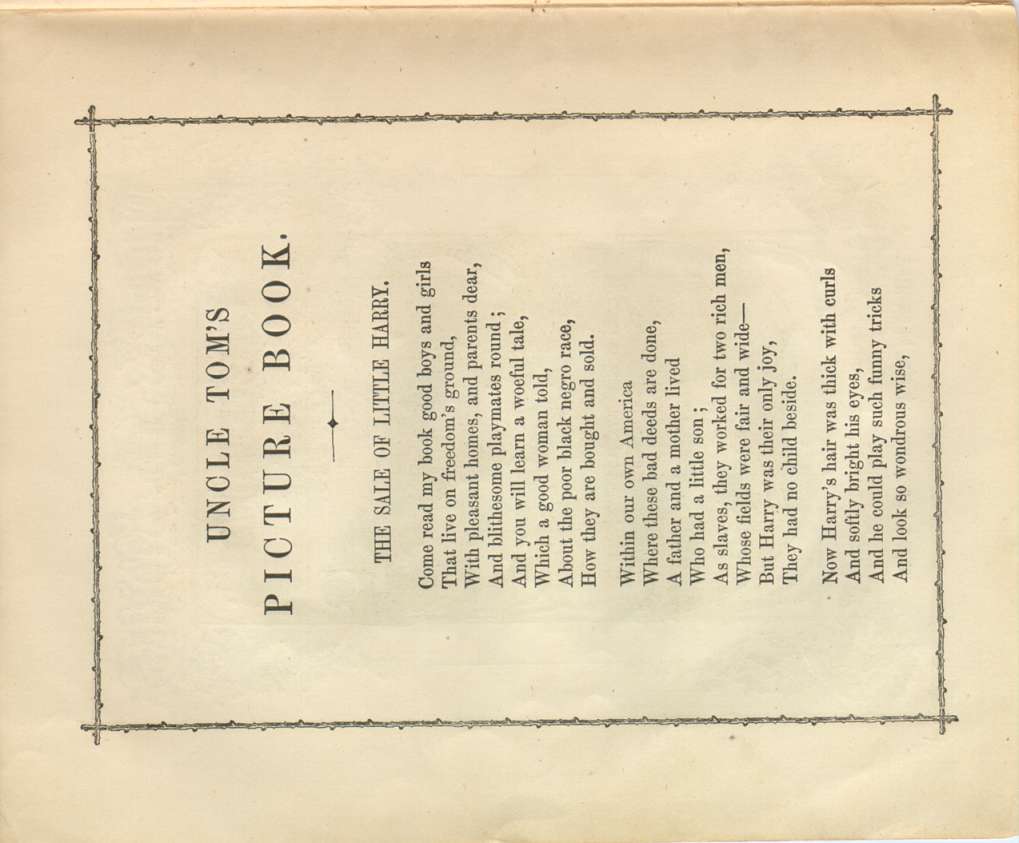 UNCLE TOM'S
PICTURE BOOK.
THE SALE OF LITTLE HARRY.
Come read my book good boys and girls
That live on freedom's ground,
With pleasant homes, and parents dear,
And blithesome playmates round ;
And you will learn a woeful tale,
Which a good woman told,
About the poor black negro race,
How they are bought and sold.
Within our own America
Where these bad deeds are done,
A father and a mother lived
Who had a little son ;
As slaves, they worked for two rich men,
Whose fields were fair and wide—
But Harry was their only joy,
They had no child beside.
Now Harry's hair was thick with curls
And softly bright his eyes,
And he could play such funny tricks
And look so wondrous wise,